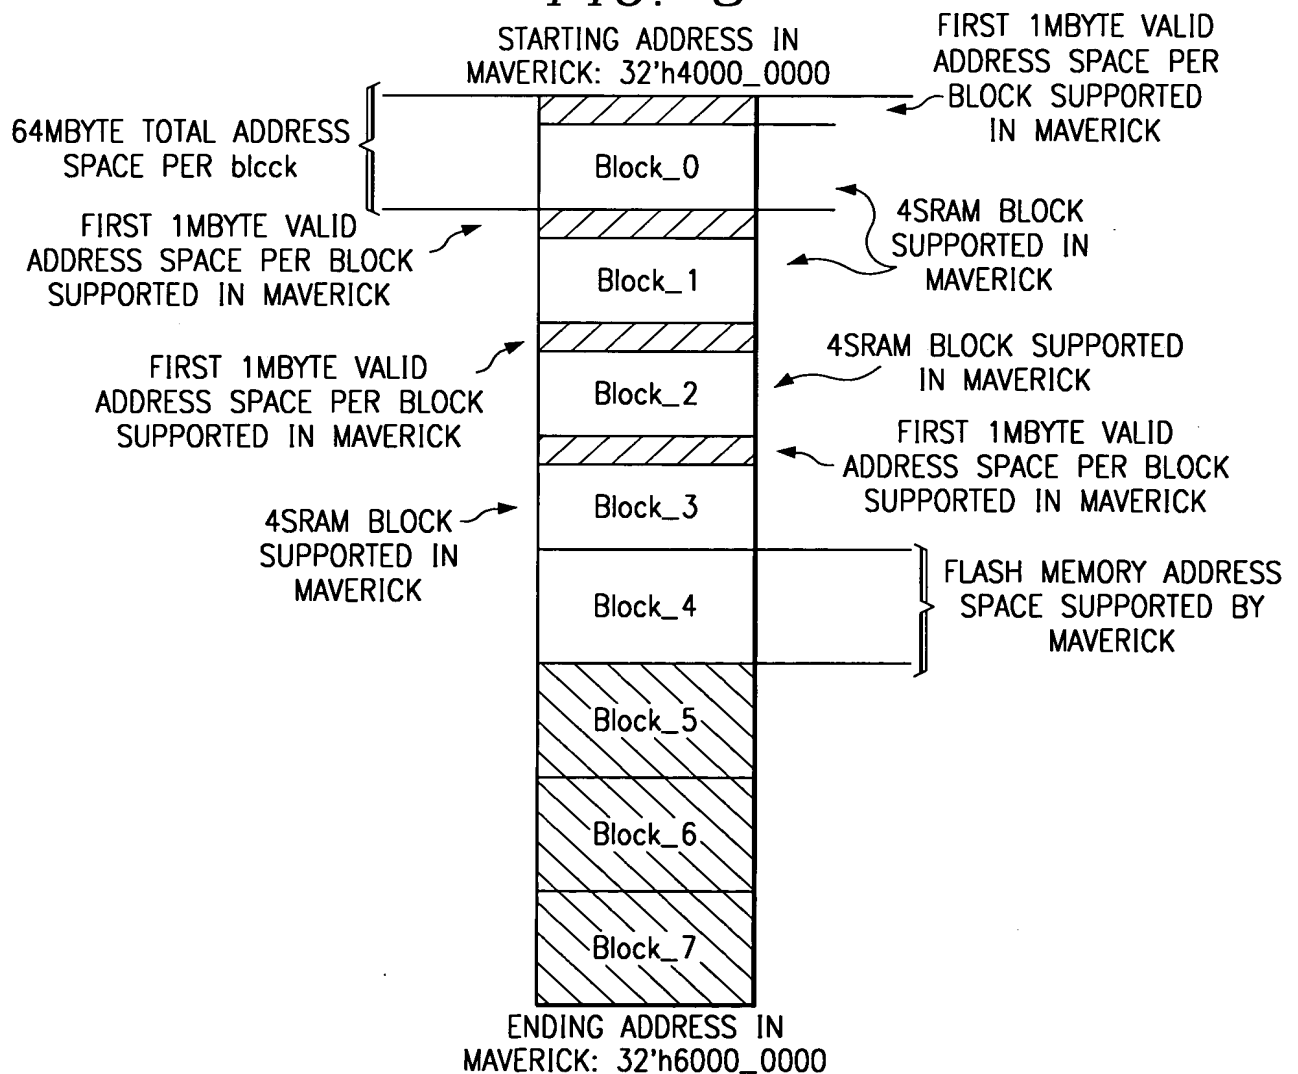 STARTING ADDRESS IN
MAVERICK: 32'h4000_0000
FIRST 1MBYTE VALID
ADDRESS SPACE PER
BLOCK SUPPORTED
IN MAVERICK
64MBYTE TOTAL ADDRESS
SPACE PER blcck
Block_0
FIRST 1MBYTE VALID
ADDRESS SPACE PER BLOCK
SUPPORTED IN MAVERICK
4SRAM BLOCK
SUPPORTED IN
MAVERICK
Block_1
FIRST 1MBYTE VALID
ADDRESS SPACE PER BLOCK
SUPPORTED IN MAVERICK
4SRAM BLOCK SUPPORTED
IN MAVERICK
Block_2
FIRST 1MBYTE VALID
ADDRESS SPACE PER BLOCK
SUPPORTED IN MAVERICK
4SRAM BLOCK
SUPPORTED IN
MAVERICK
Block_3
Block_4
FLASH MEMORY ADDRESS
SPACE SUPPORTED BY
MAVERICK
Block_5
Block_6
Block_7
ENDING ADDRESS IN
MAVERICK: 32'h6000_0000